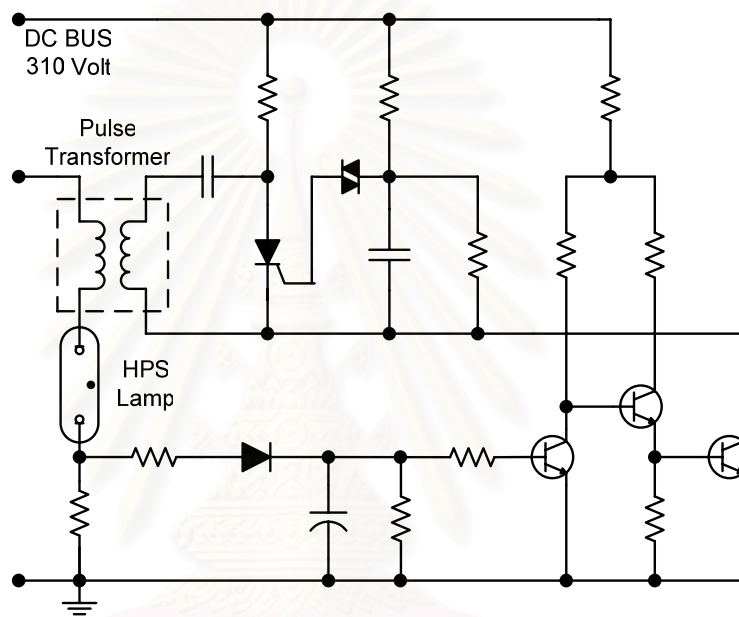 DC BUS
310 Volt
Pulse
Transformer
HPS
Lamp